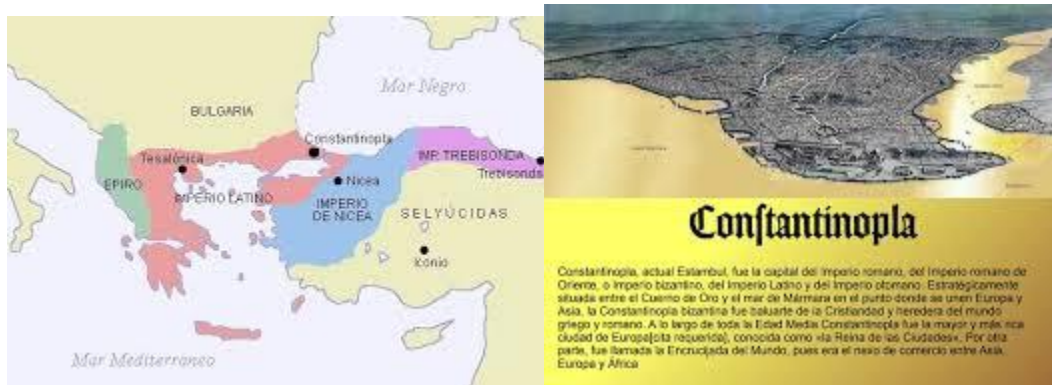 Mar Negro
BULGARIA
Constantinopla
Tesalónica
IMP. TREBISONDA
Trebisonda
EPIRO
Nicea
IMPERIO LATINO
IMPERIO
DE NICEA
SELYÚCIDAS
Iconio
Mar Mediterraneo
Conſtantinopla
Constantinopla, actual Estambul, fue la capital del Imperio romano, del Imperio romano de
Oriente, o Imperio bizantino, del Imperio Latino y del Imperio otomano. Estratégicamente
situada entre el Cuerno de Oro y el mar de Mármara en el punto donde se unen Europa y
Asia, la Constantinopla bizantina fue baluarte de la Cristiandad y heredera del mundo
griego y romano. A lo largo de toda la Edad Media Constantinopla fue la mayor y más rica
ciudad de Europa[cita requerida], conocida como «la Reina de las Ciudades». Por otra
parte, fue llamada la Encrucijada del Mundo, pues era el nexo de comercio entre Asia,
Europa y África